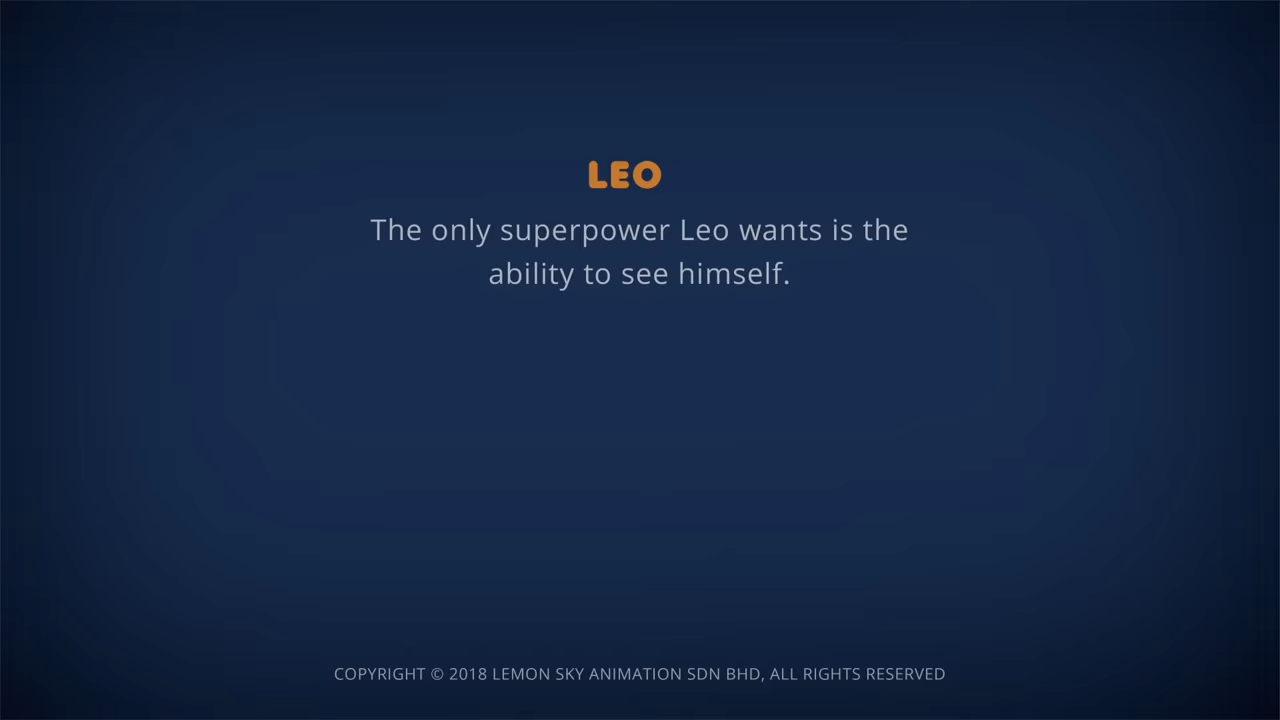 LEO
The only superpower Leo wants is the
ability to see himself.
COPYRIGHT © 2018 LEMON SKY ANIMATION SDN BHD, ALL RIGHTS RESERVED